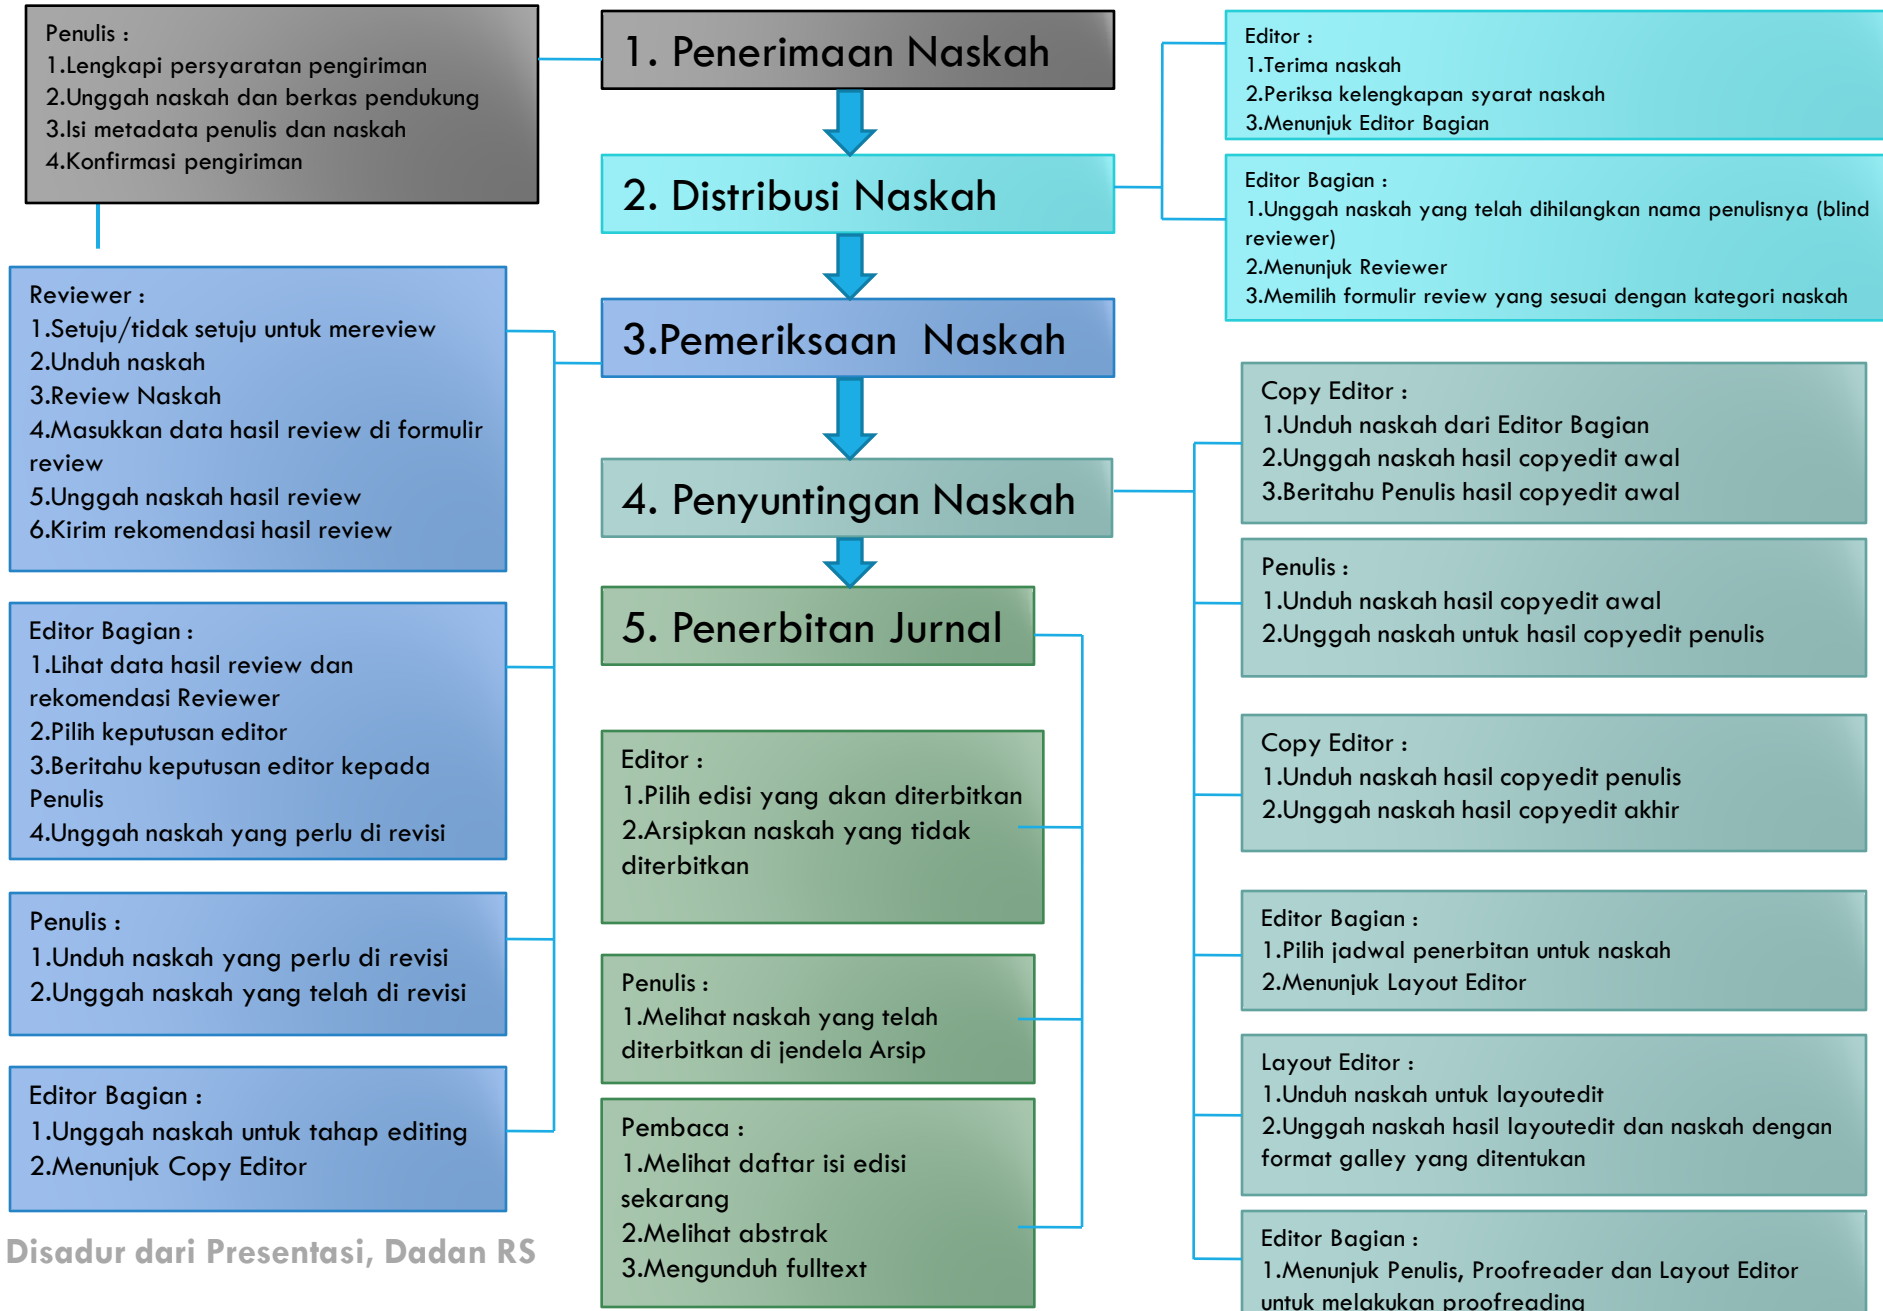 Penulis :
1.Lengkapi persyaratan pengiriman
2.Unggah naskah dan berkas pendukung
3.Isi metadata penulis dan naskah
4.Konfirmasi pengiriman
1. Penerimaan Naskah
Editor :
1.Terima naskah
2.Periksa kelengkapan syarat naskah
3.Menunjuk Editor Bagian
2. Distribusi Naskah
Editor Bagian :
1.Unggah naskah yang telah dihilangkan nama penulisnya (blind
reviewer)
2.Menunjuk Reviewer
3.Memilih formulir review yang sesuai dengan kategori naskah
3.Pemeriksaan Naskah
Reviewer :
1.Setuju/tidak setuju untuk mereview
2.Unduh naskah
3.Review Naskah
4.Masukkan data hasil review di formulir
review
5.Unggah naskah hasil review
6.Kirim rekomendasi hasil review
Editor Bagian :
1.Lihat data hasil review dan
rekomendasi Reviewer
2.Pilih keputusan editor
3.Beritahu keputusan editor kepada
Penulis
4.Unggah naskah yang perlu di revisi
Penulis :
1.Unduh naskah yang perlu di revisi
2.Unggah naskah yang telah di revisi
Editor Bagian :
1.Unggah naskah untuk tahap editing
2.Menunjuk Copy Editor
4. Penyuntingan Naskah
Copy Editor :
1.Unduh naskah dari Editor Bagian
2.Unggah naskah hasil copyedit awal
3.Beritahu Penulis hasil copyedit awal
Penulis :
1.Unduh naskah hasil copyedit awal
2.Unggah naskah untuk hasil copyedit penulis
Copy Editor :
1.Unduh naskah hasil copyedit penulis
2.Unggah naskah hasil copyedit akhir
Editor Bagian :
1.Pilih jadwal penerbitan untuk naskah
2.Menunjuk Layout Editor
Layout Editor :
1.Unduh naskah untuk layoutedit
2.Unggah naskah hasil layoutedit dan naskah dengan
format galley yang ditentukan
Editor Bagian :
1.Menunjuk Penulis, Proofreader dan Layout Editor
untuk melakukan proofreading
5. Penerbitan Jurnal
Editor :
1.Pilih edisi yang akan diterbitkan
2.Arsipkan naskah yang tidak
diterbitkan
Penulis :
1.Melihat naskah yang telah
diterbitkan di jendela Arsip
Pembaca :
1.Melihat daftar isi edisi
sekarang
2.Melihat abstrak
3.Mengunduh fulltext
Disadur dari Presentasi, Dadan RS